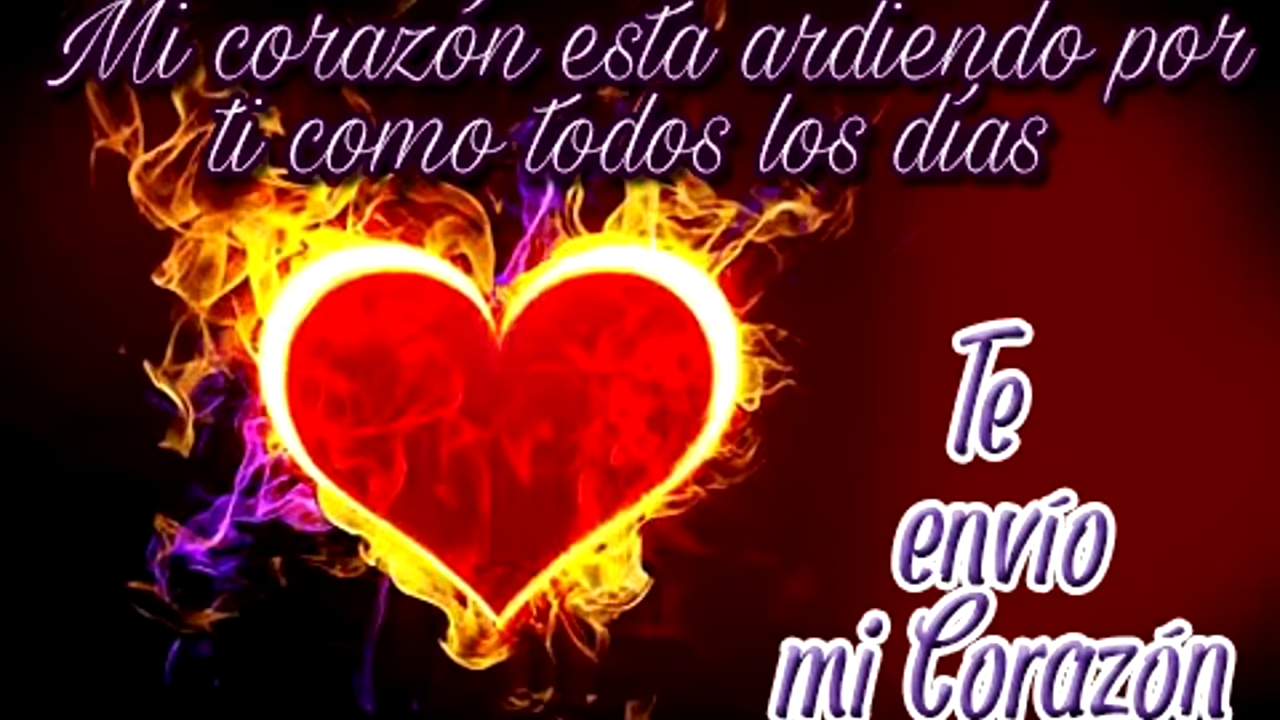 Mi corazón esta ardiendo por
ti como todos los días
Te
envío
mi Corazón